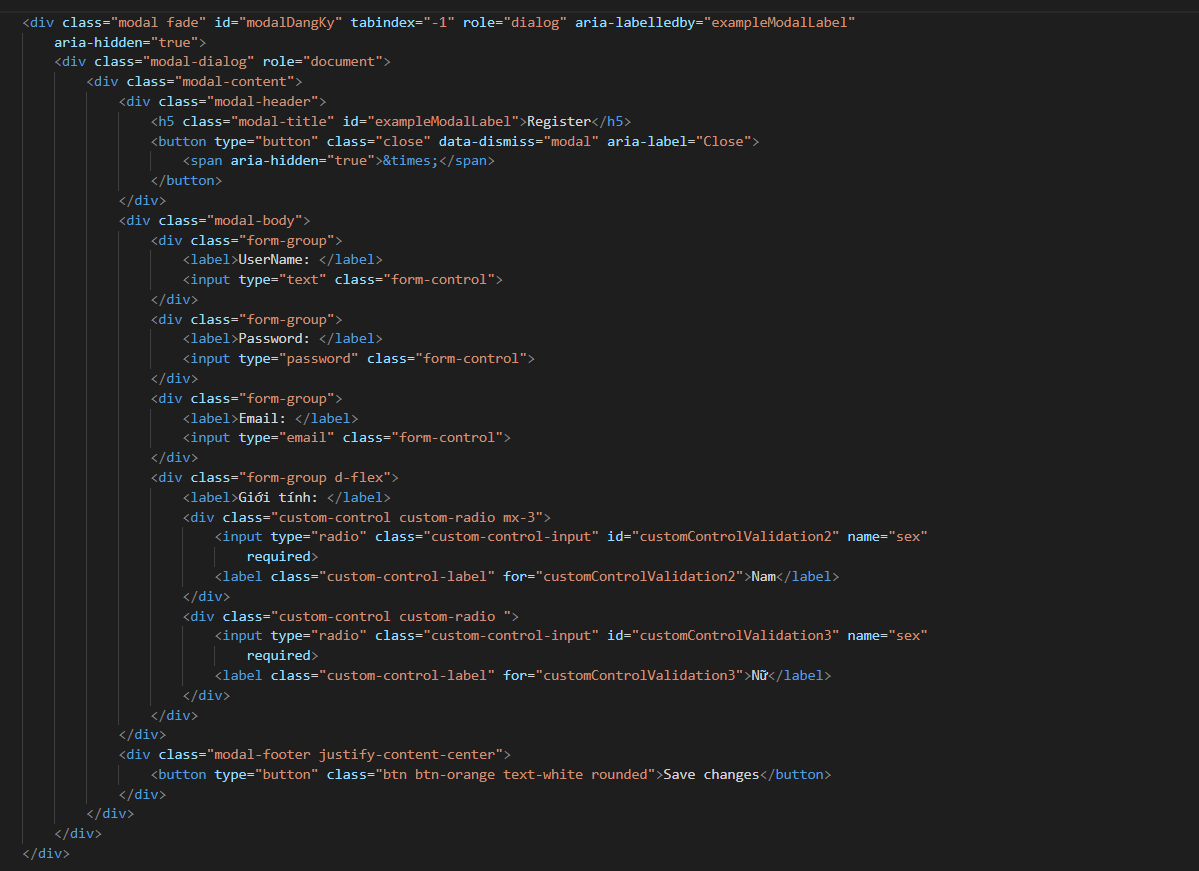 <div class="modal fade" id="modalDangKy" tabindex="-1" role="dialog" aria-labelledby="exampleModalLabel"
    aria-hidden="true">
    <div class="modal-dialog" role="document">
        <div class="modal-content">
            <div class="modal-header">
                <h5 class="modal-title" id="exampleModalLabel">Register</h5>
                <button type="button" class="close" data-dismiss="modal" aria-label="Close">
                    <span aria-hidden="true">&times;</span>
                </button>
            </div>
            <div class="modal-body">
                <div class="form-group">
                    <label>UserName: </label>
                    <input type="text" class="form-control">
                </div>
                <div class="form-group">
                    <label>Password: </label>
                    <input type="password" class="form-control">
                </div>
                <div class="form-group">
                    <label>Email: </label>
                    <input type="email" class="form-control">
                </div>
                <div class="form-group d-flex">
                    <label>Giới tính: </label>
                    <div class="custom-control custom-radio mx-3">
                        <input type="radio" class="custom-control-input" id="customControlValidation2" name="sex"
                            required>
                        <label class="custom-control-label" for="customControlValidation2">Nam</label>
                    </div>
                    <div class="custom-control custom-radio ">
                        <input type="radio" class="custom-control-input" id="customControlValidation3" name="sex"
                            required>
                        <label class="custom-control-label" for="customControlValidation3">Nữ</label>
                    </div>
                </div>
            </div>
            <div class="modal-footer justify-content-center">
                <button type="button" class="btn btn-orange text-white rounded">Save changes</button>
            </div>
        </div>
    </div>
</div>